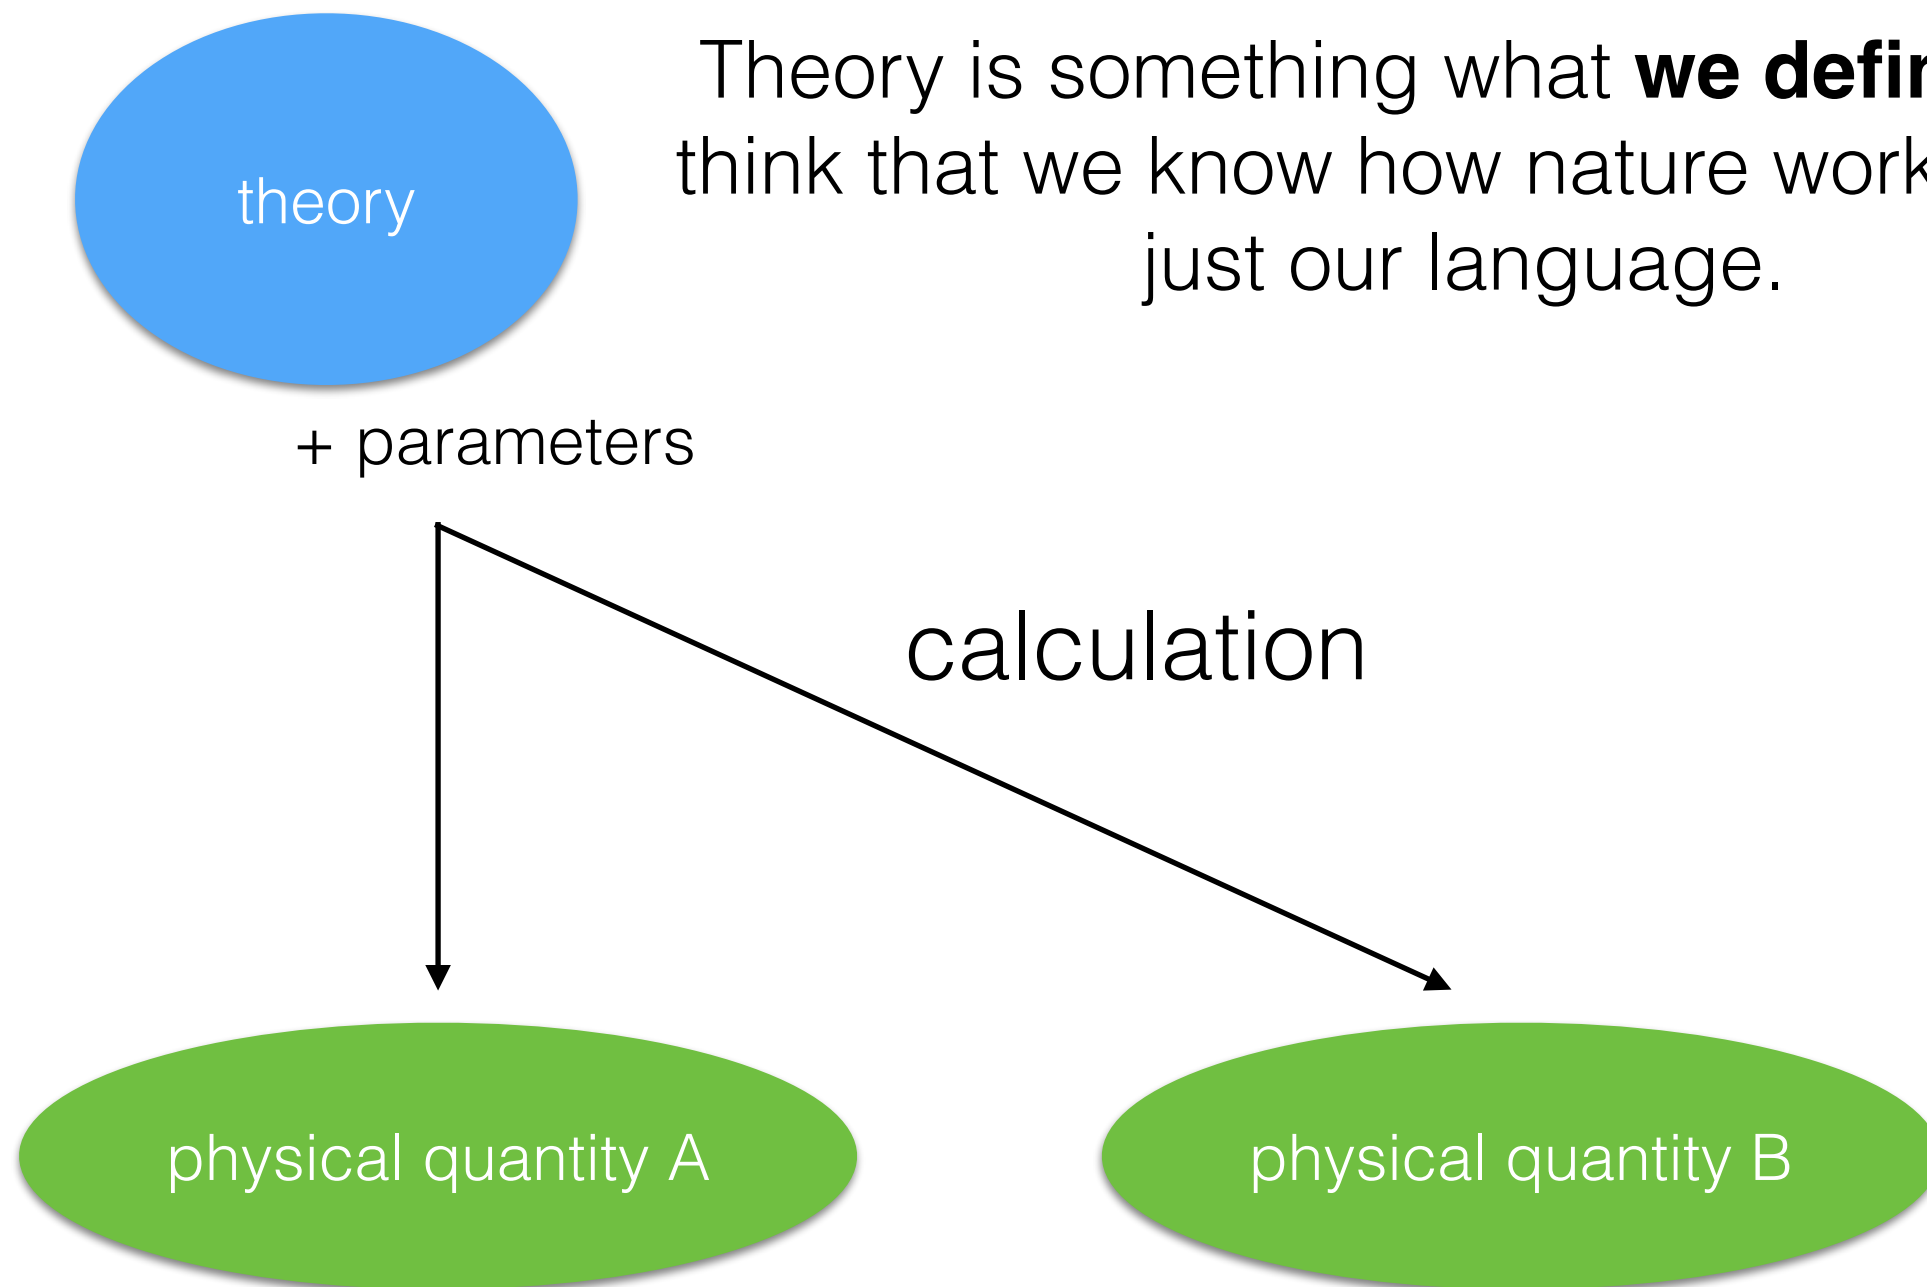 Theory is something what we defin
think that we know how nature work
just our language.
theory
+ parameters
calculation
physical quantity A
physical quantity B